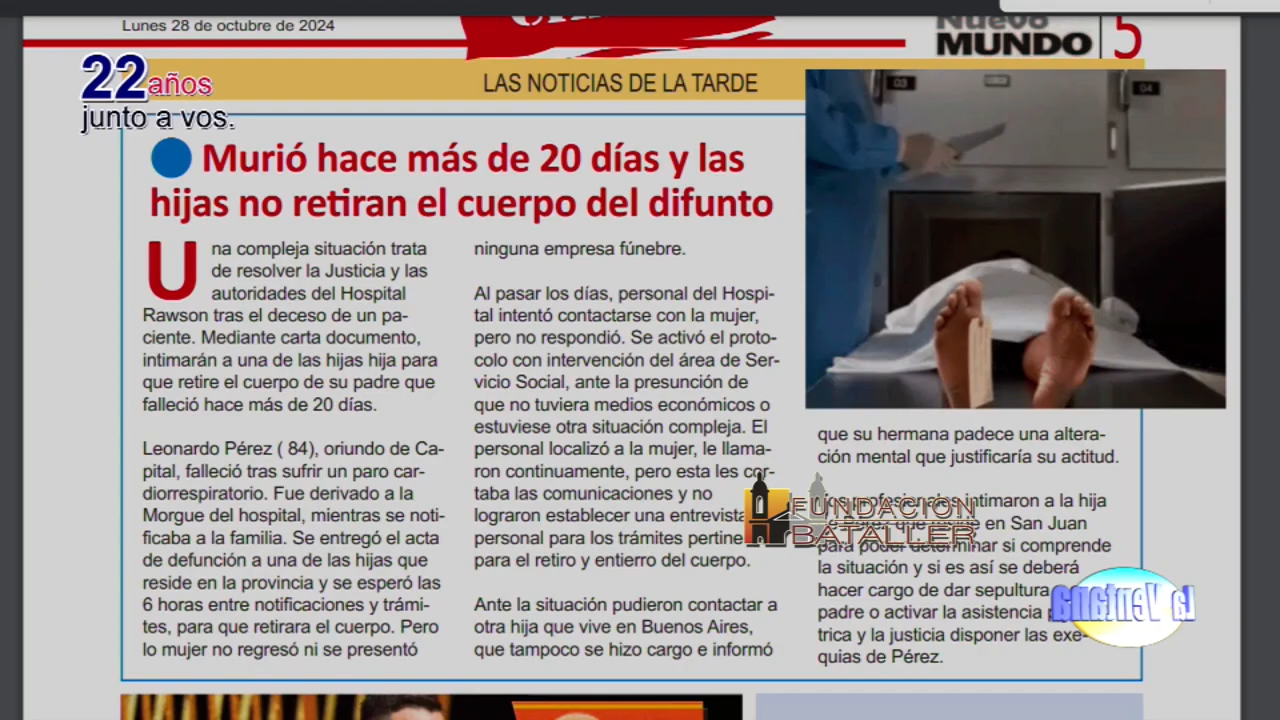 Lunes 28 de octubre de 2024
Nuevo
MUNDO
5
22 años
junto a vos.
LAS NOTICIAS DE LA TARDE
03
04
Murió hace más de 20 días y las
hijas no retiran el cuerpo del difunto
Una compleja situación trata
de resolver la Justicia y las
autoridades del Hospital
Rawson tras el deceso de un pa-
ciente. Mediante carta documento,
intimarán a una de las hijas hija para
que retire el cuerpo de su padre que
falleció hace más de 20 días.
Leonardo Pérez ( 84), oriundo de Ca-
pital, falleció tras sufrir un paro car-
diorrespiratorio. Fue derivado a la
Morgue del hospital, mientras se noti-
ficaba a la familia. Se entregó el acta
de defunción a una de las hijas que
reside en la provincia y se esperó las
6 horas entre notificaciones y trámi-
tes, para que retirara el cuerpo. Pero
lo mujer no regresó ni se presentó
ninguna empresa fúnebre.
Al pasar los días, personal del Hospi-
tal intentó contactarse con la mujer,
pero no respondió. Se activó el proto-
colo con intervención del área de Ser-
vicio Social, ante la presunción de
que no tuviera medios económicos o
estuviese otra situación compleja. El
personal localizó a la mujer, le llama-
ron continuamente, pero esta les cor-
taba las comunicaciones y no
lograron establecer una entrevista
personal para los trámites pertine
para el retiro y entierro del cuerpo.
Ante la situación pudieron contactar a
otra hija que vive en Buenos Aires,
que tampoco se hizo cargo e informó
que su hermana padece una altera-
ción mental que justificaría su actitud.
los profesionales intimaron a la hija
que en San Juan
para poder determinar si comprende
la situación y si es así se deberá
hacer cargo de dar sepultura
padre o activar la asistencia
trica y la justicia disponer las exe-
quias de Pérez.
FUNDACION
BATALLER
la Ventana